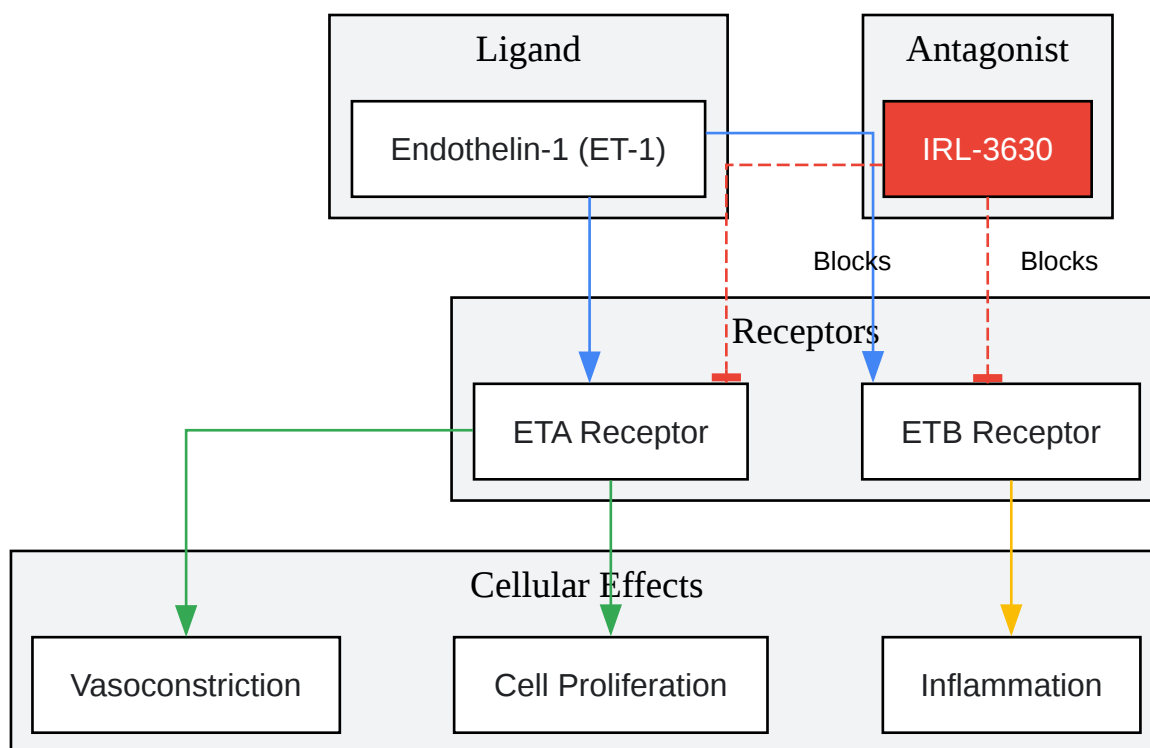 Ligand
Antagonist
Endothelin-1 (ET-1)
IRL-3630
Blocks
Blocks
Receptors
ETA Receptor
ETB Receptor
Cellular Effects
Vasoconstriction
Cell Proliferation
Inflammation